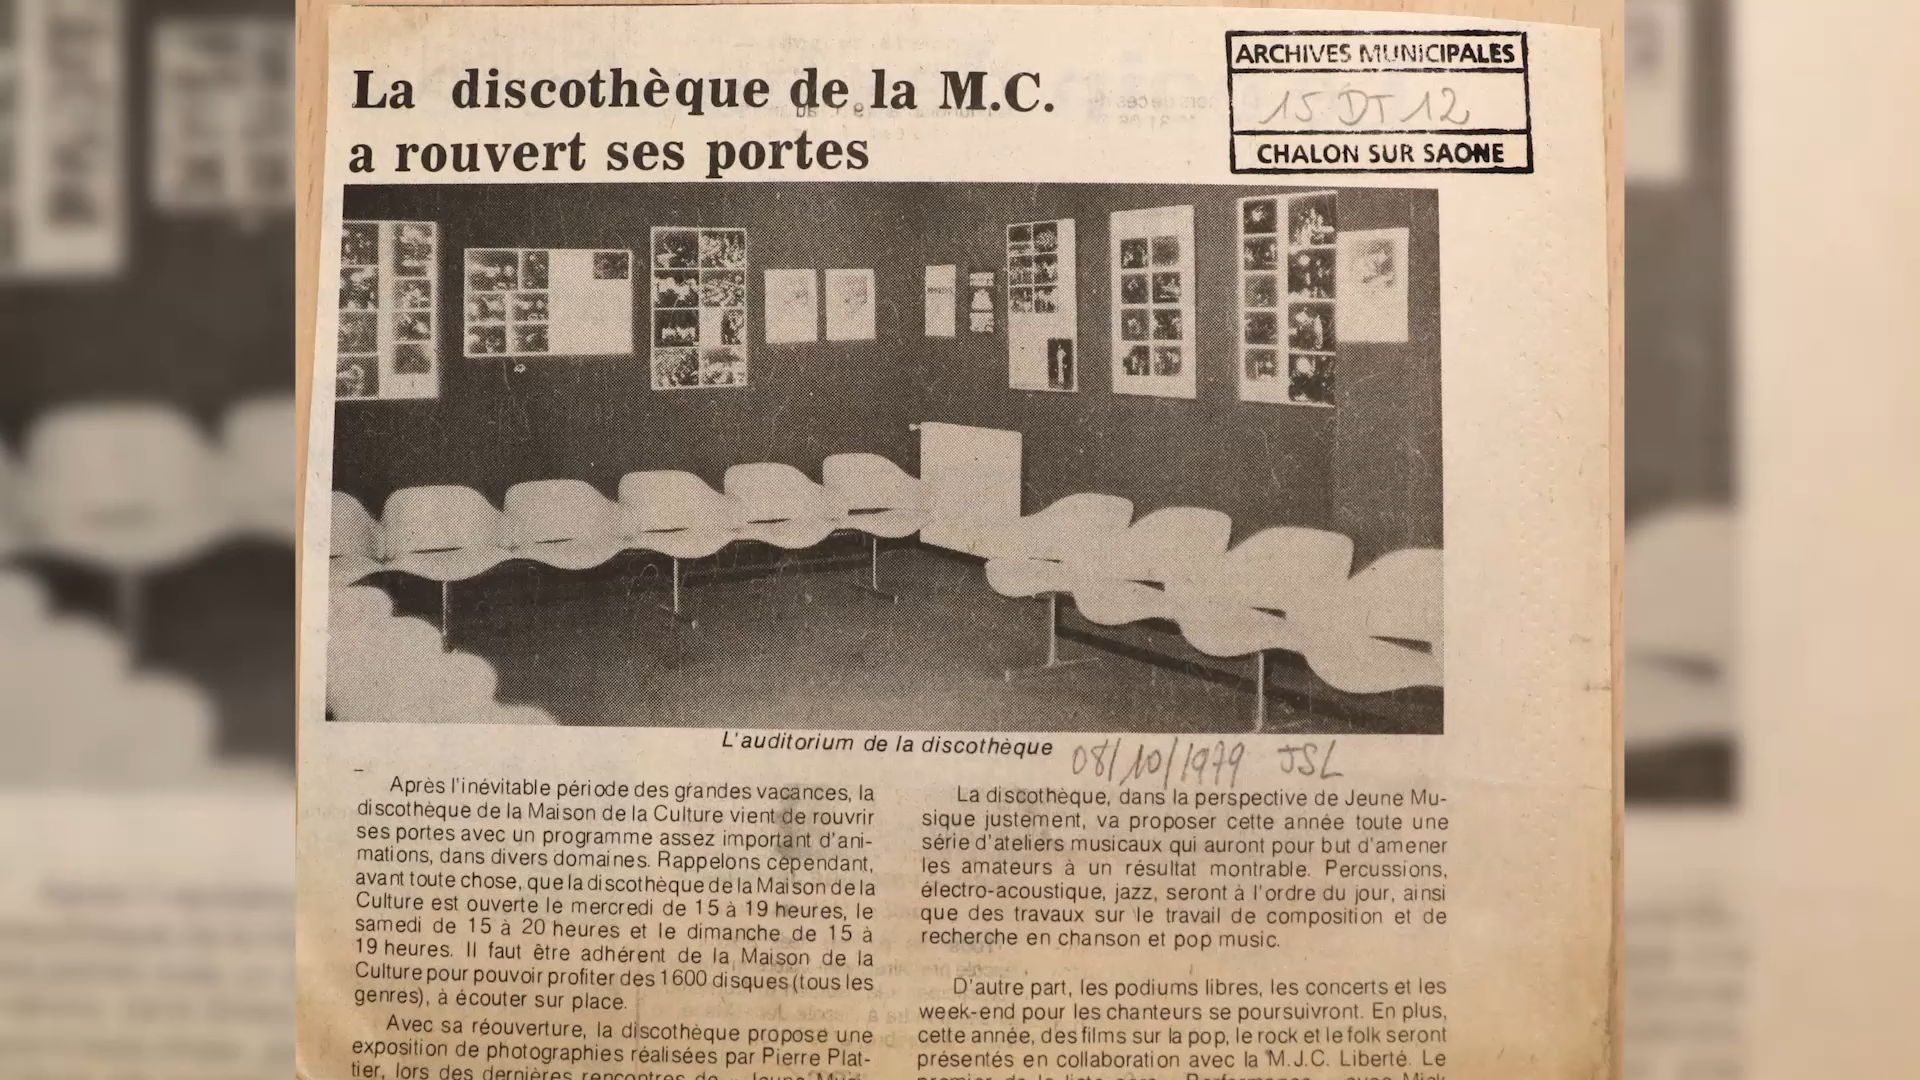 La discothèque de la M.C.
a rouvert ses portes
ARCHIVES MUNICIPALES
15 DT 12
CHALON SUR SAONE
L'auditorium de la discothèque
08/10/1979 JSL
Après l'inévitable période des grandes vacances, la
discothèque de la Maison de la Culture vient de rouvrir
ses portes avec un programme assez important d'ani-
mations, dans divers domaines. Rappelons cependant,
avant toute chose, que la discothèque de la Maison de la
Culture est ouverte le mercredi de 15 à 19 heures, le
samedi de 15 à 20 heures et le dimanche de 15 à
19 heures. Il faut être adhérent de la Maison de la
Culture pour pouvoir profiter des 1600 disques (tous les
genres), à écouter sur place.
Avec sa réouverture, la discothèque propose une
exposition de photographies réalisées par Pierre Plat-
tier, lors des dernières rencontres de
La discothèque, dans la perspective de Jeune Mu-
sique justement, va proposer cette année toute une
série d'ateliers musicaux qui auront pour but d'amener
les amateurs à un résultat montrable. Percussions,
électro-acoustique, jazz, seront à l'ordre du jour, ainsi
que des travaux sur le travail de composition et de
recherche en chanson et pop music.
D'autre part, les podiums libres, les concerts et les
week-end pour les chanteurs se poursuivront. En plus,
cette année, des films sur la pop, le rock et le folk seront
présentés en collaboration avec la M.J.C. Liberté. Le